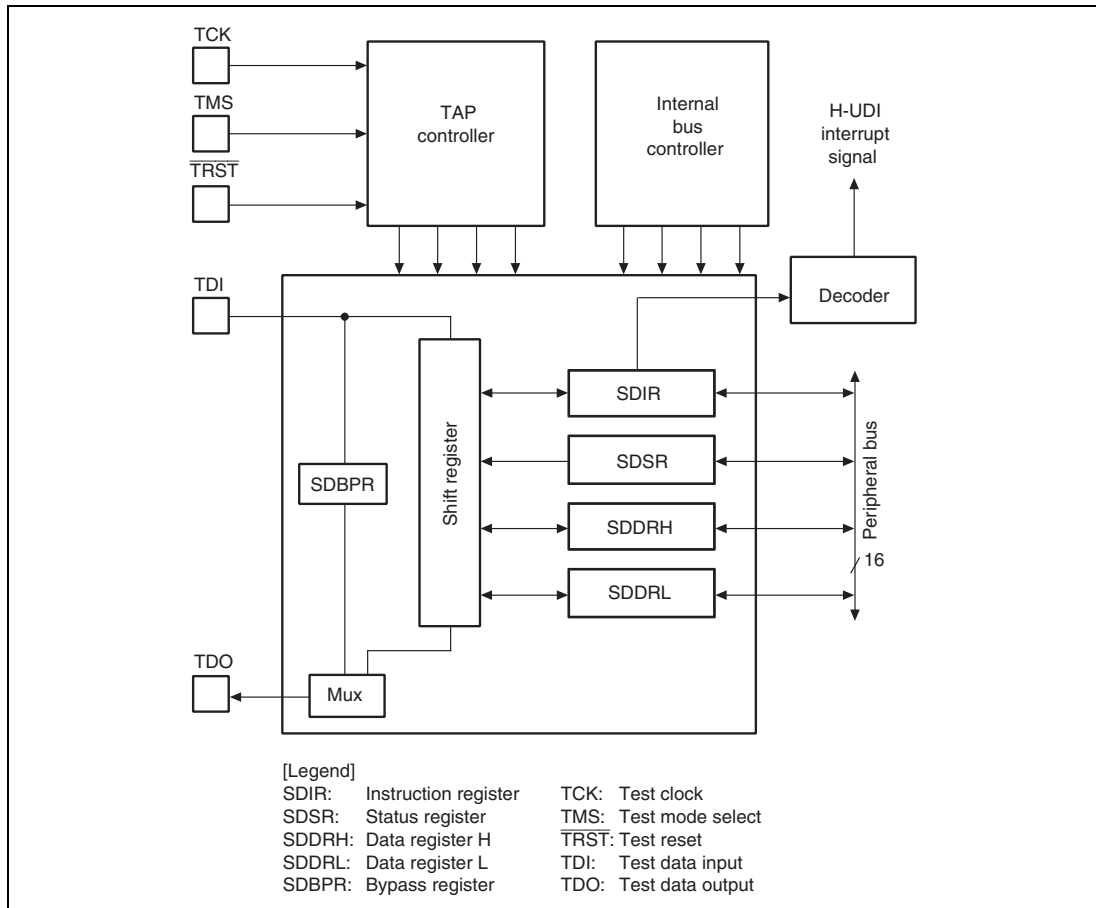 TCK
TMS
TRST
TAP
controller
Internal
bus
controller
H-UDI
interrupt
signal
TDI
Decoder
SDIR
SDSR
SDDRH
SDDRL
SDBPR
Shift register
Peripheral bus
16
TDO
Mux
[Legend]
SDIR: Instruction register
SDSR: Status register
SDDRH: Data register H
SDDRL: Data register L
SDBPR: Bypass register
TCK: Test clock
TMS: Test mode select
TRST: Test reset
TDI: Test data input
TDO: Test data output